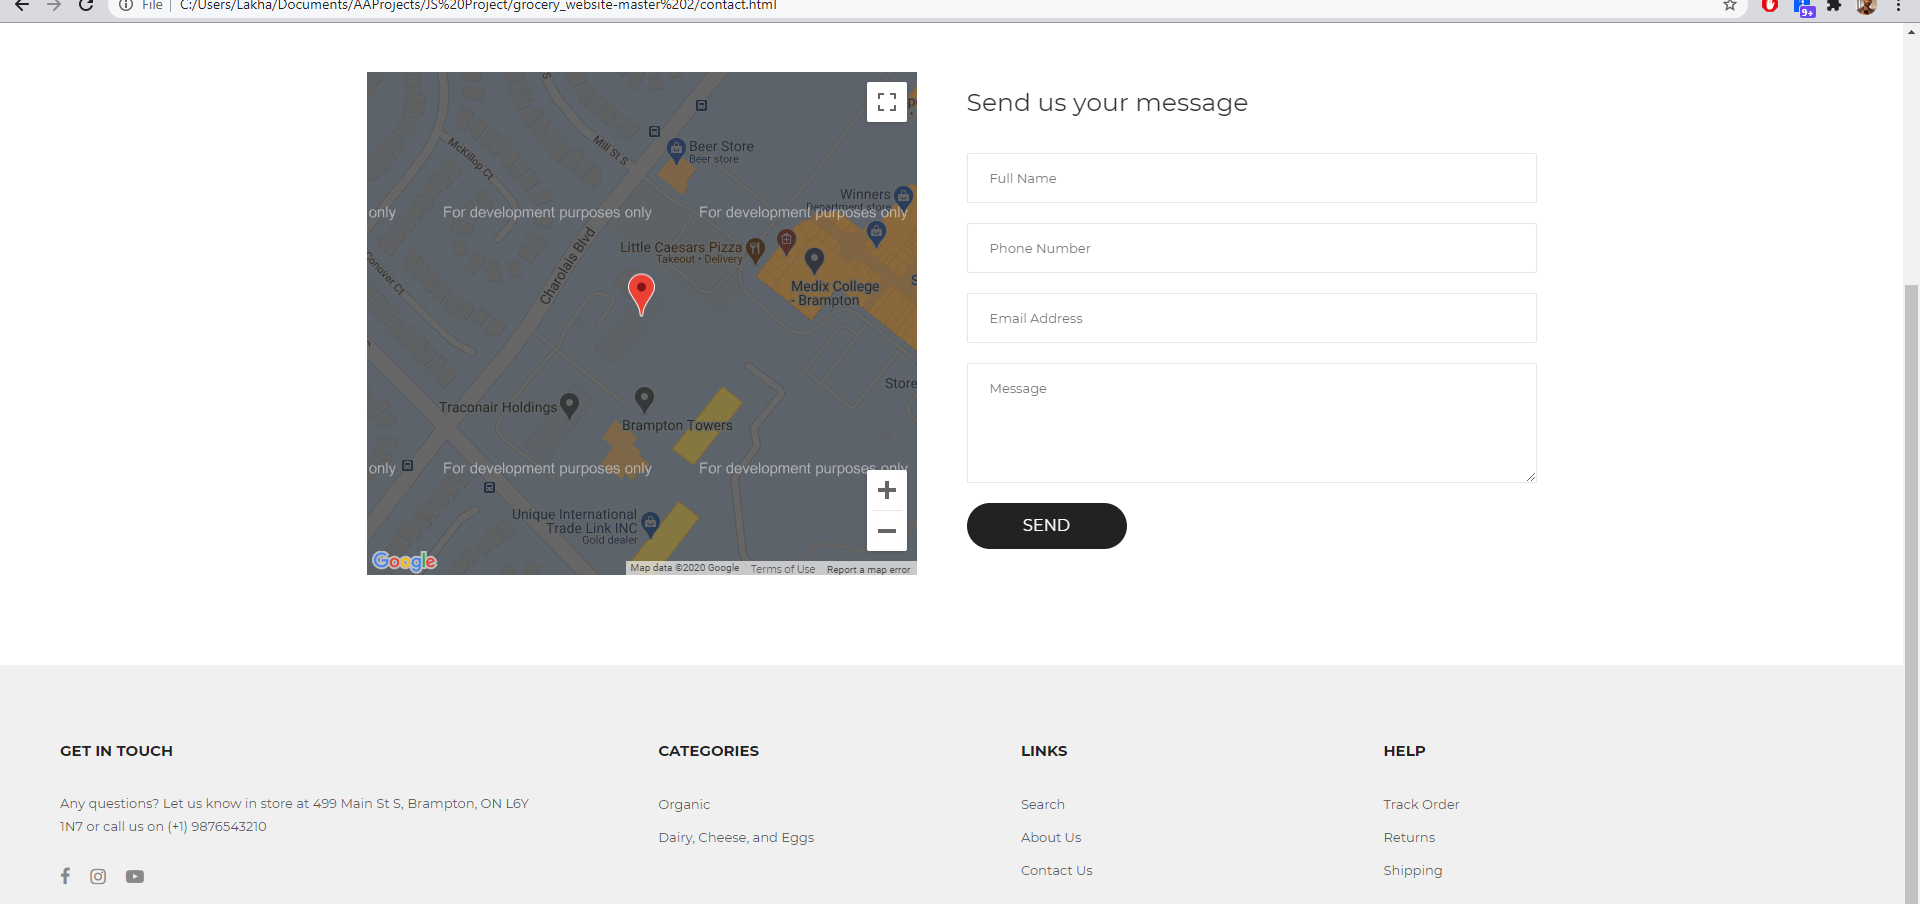 File | C:/Users/Lakha/Documents/AAProjects/JS%20Project/grocery_website-master%202/contact.html
9+
Mill St S
McKillop Ct
Conover Ct
Charolais Blvd
Beer Store
Beer store
Winners
Department store
only
For development purposes only
For development purposes only
Little Caesars Pizza
Takeout • Delivery
Medix College
- Brampton
Store
Traconair Holdings
Brampton Towers
only
For development purposes only
For development purposes only
Unique International
Trade Link INC
Gold dealer
Google
Map data ©2020 Google
Terms of Use
Report a map error
Send us your message
Full Name
Phone Number
Email Address
Message
SEND
GET IN TOUCH
Any questions? Let us know in store at 499 Main St S, Brampton, ON L6Y
1N7 or call us on (+1) 9876543210
CATEGORIES
Organic
Dairy, Cheese, and Eggs
LINKS
Search
About Us
Contact Us
HELP
Track Order
Returns
Shipping